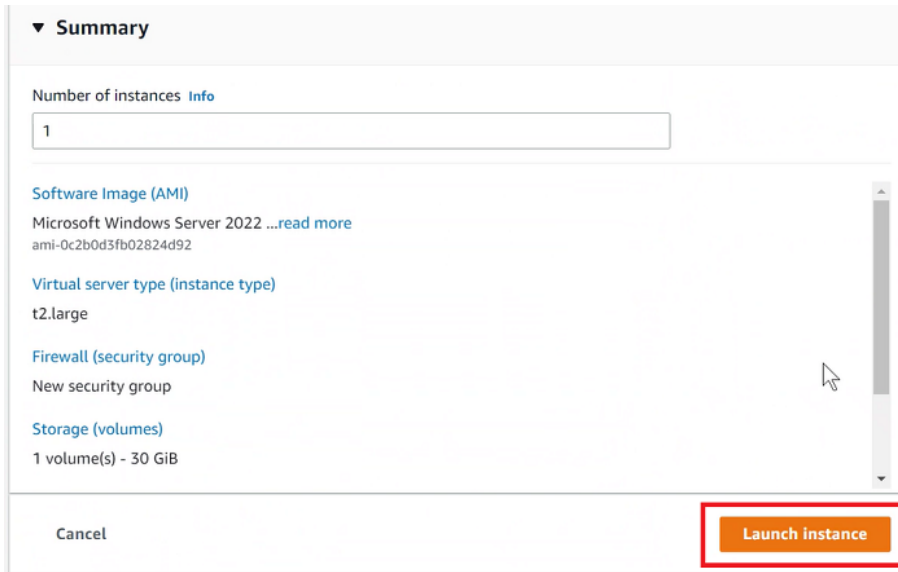 Summary
Number of instances Info
1
Software Image (AMI)
Microsoft Windows Server 2022 ...read more
ami-0c2b0d3fb02824d92
Virtual server type (instance type)
t2.large
Firewall (security group)
New security group
Storage (volumes)
1 volume(s) - 30 GiB
Cancel Launch instance